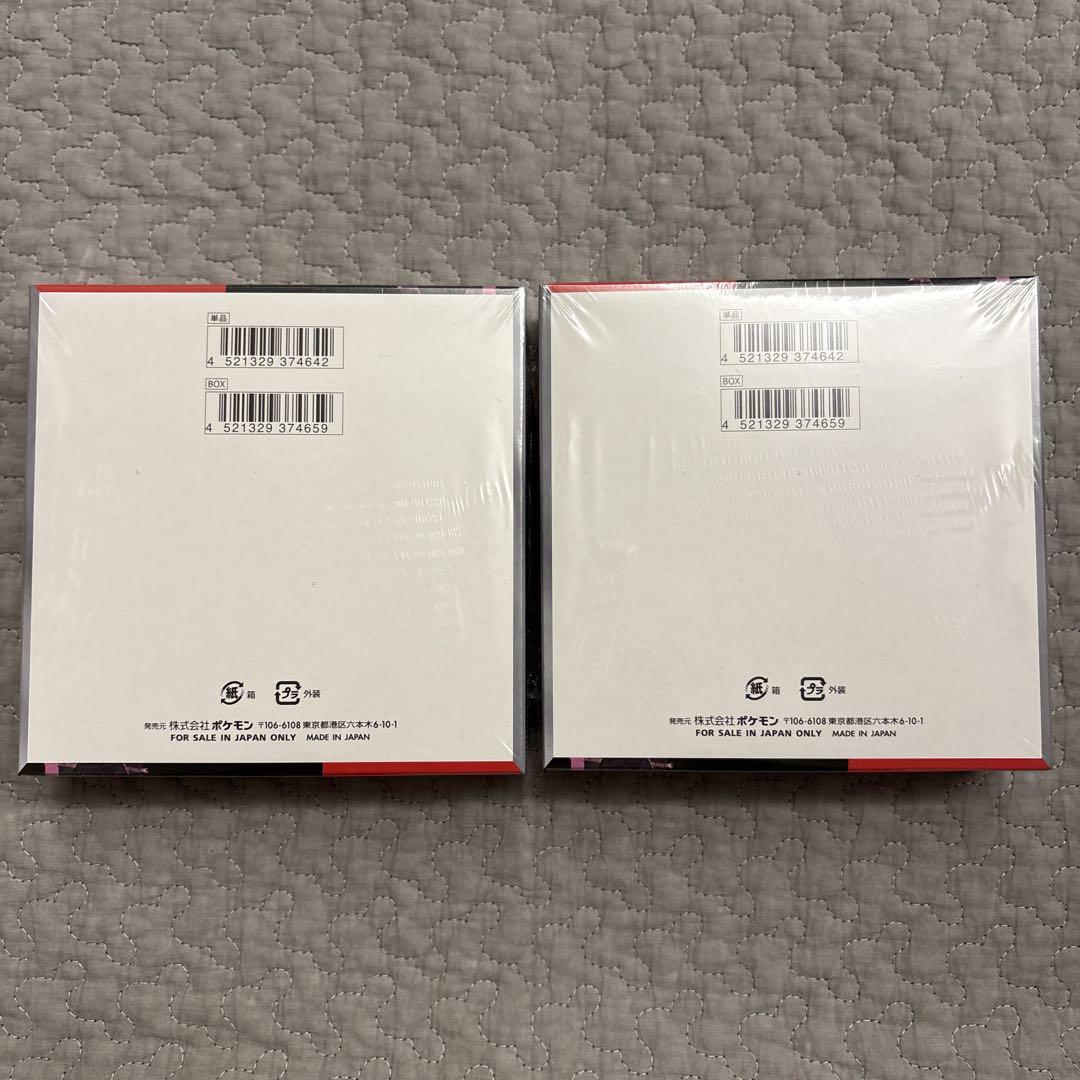 単品
4 521329 374642
BOX
4 521329 374659
紙 箱 プラ 外装
発売元 株式会社 ポケモン 〒106-6108 東京都港区六本木6-10-1
FOR SALE IN JAPAN ONLY MADE IN JAPAN
単品
4 521329 374642
BOX
4 521329 374659
紙 箱 プラ 外装
発売元 株式会社 ポケモン 〒106-6108 東京都港区六本木6-10-1
FOR SALE IN JAPAN ONLY MADE IN JAPAN